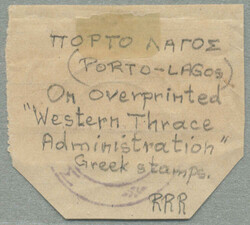 ΠΟΡΤΟ ΛΑΓΟΣ
(PORTO-LAGOS)
On overprinted
"Western Thrace
Administration"
Greek stamps.
RRR